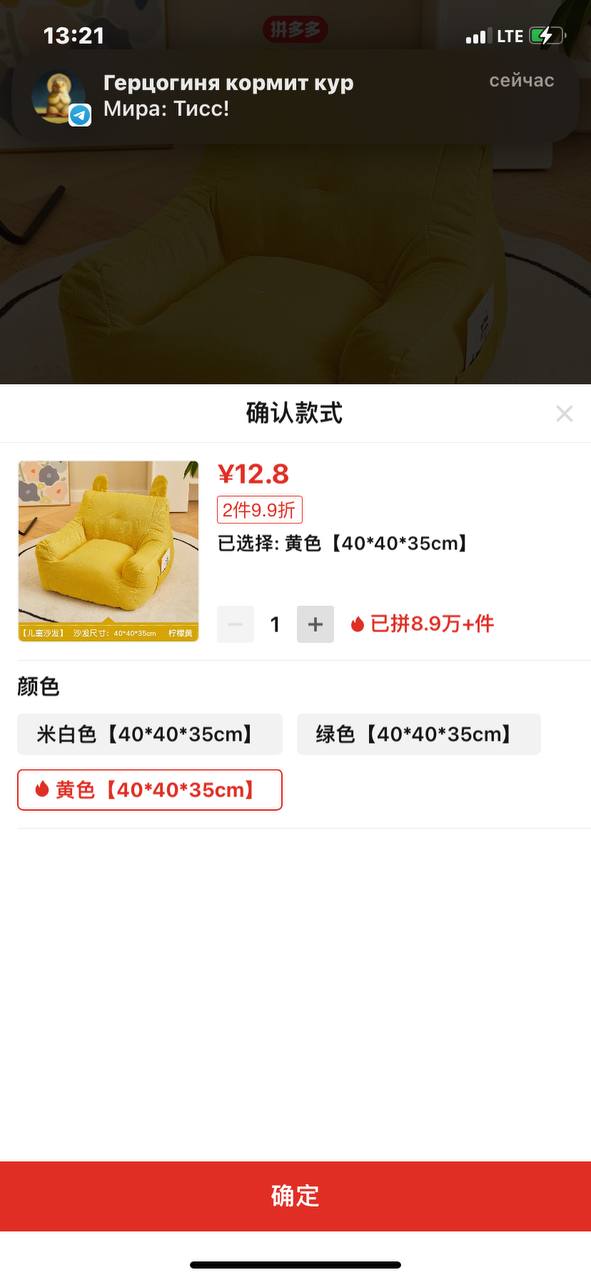 13:21
拼多多
LTE
Герцогиня кормит кур
сейчас
Мира: Тисс!
确认款式
¥12.8
2件9.9折
已选择: 黄色【40*40*35cm】
【儿童沙发】 沙发尺寸：40*40*35cm 柠檬黄
1
已拼8.9万+件
颜色
米白色【40*40*35cm】
绿色【40*40*35cm】
黄色【40*40*35cm】
确定